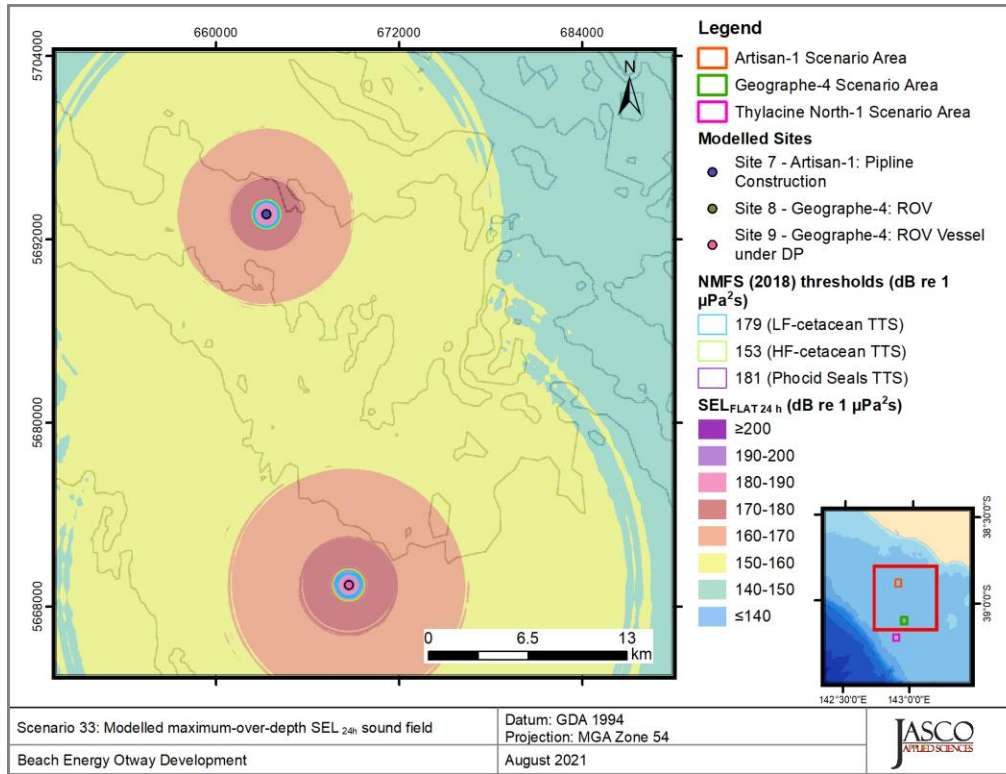 660000
672000
684000
5704000
5692000
5680000
5668000
N
0
6.5
13
km
Legend
Artisan-1 Scenario Area
Geographe-4 Scenario Area
Thylacine North-1 Scenario Area
Modelled Sites
Site 7 - Artisan-1: Pipline
Construction
Site 8 - Geographe-4: ROV
Site 9 - Geographe-4: ROV Vessel
under DP
NMFS (2018) thresholds (dB re 1
µPa²s)
179 (LF-cetacean TTS)
153 (HF-cetacean TTS)
181 (Phocid Seals TTS)
SEL FLAT 24 h (dB re 1 µPa²s)
≥200
190-200
180-190
170-180
160-170
150-160
140-150
≤140
38°30'S
39°0'S
142°30'0"E
143°0'0"E
Scenario 33: Modelled maximum-over-depth SEL 24h sound field
Datum: GDA 1994
Projection: MGA Zone 54
Beach Energy Otway Development
August 2021
JASCO
APPLIED SCIENCES